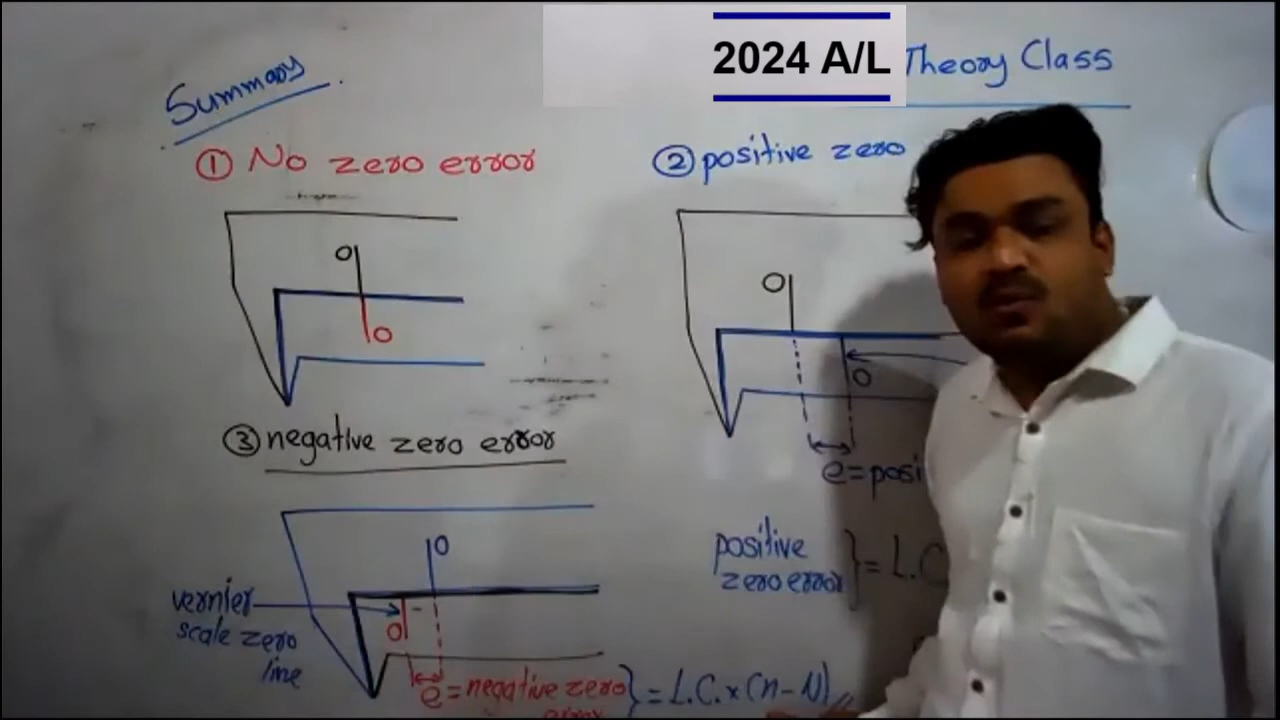 2024 A/L Theory Class
Summary
① No zero error
0
0
② positive zero
0
0
e = posi
positive
zero error } = L.C
③ negative zero error
0
vernier
scale zero
line
0
e = negative zero
error } = L.C. x (n - N)